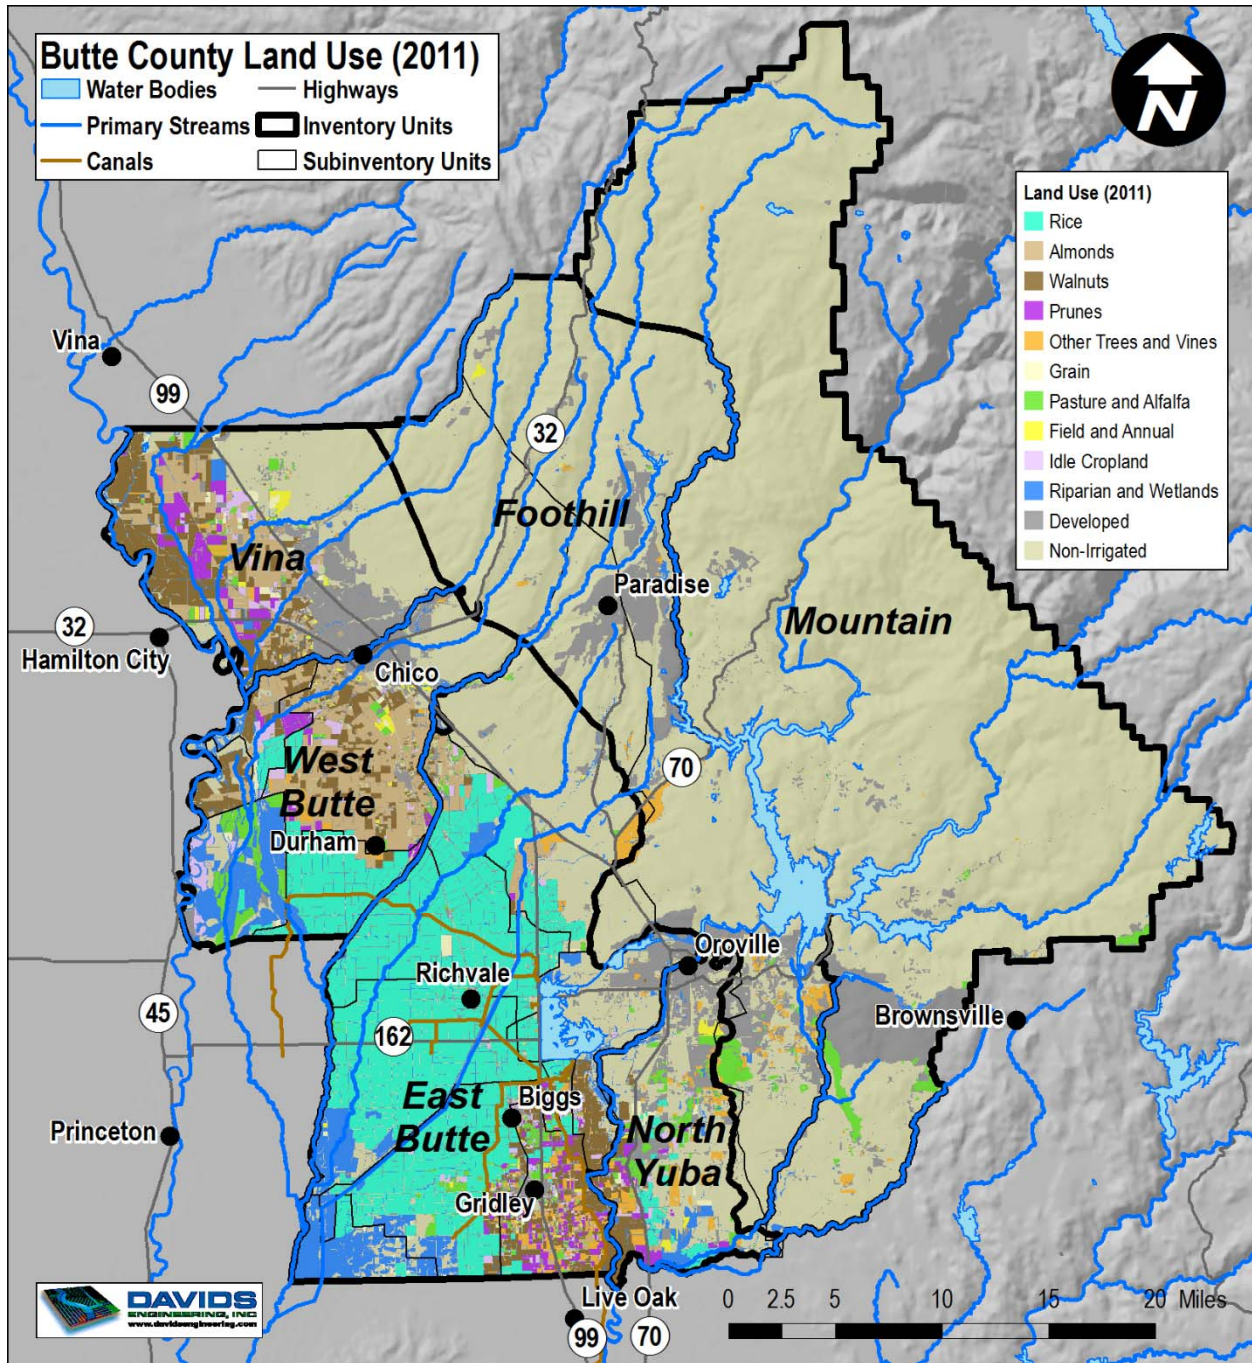 Butte County Land Use (2011)
Water Bodies
Highways
Primary Streams
Inventory Units
Canals
Subinventory Units
N
Land Use (2011)
Rice
Almonds
Walnuts
Prunes
Other Trees and Vines
Grain
Pasture and Alfalfa
Field and Annual
Idle Cropland
Riparian and Wetlands
Developed
Non-Irrigated
Vina
99
32
Foothill
Vina
Paradise
Mountain
32
Hamilton City
Chico
West
Butte
70
Durham
Oroville
Richvale
45
162
Brownsville
East
Butte
Biggs
North
Yuba
Princeton
Gridley
DAVIDS
ENGINEERING, INC
www.davidsengineering.com
Live Oak
99
70
0 2.5 5 10 15 20 Miles